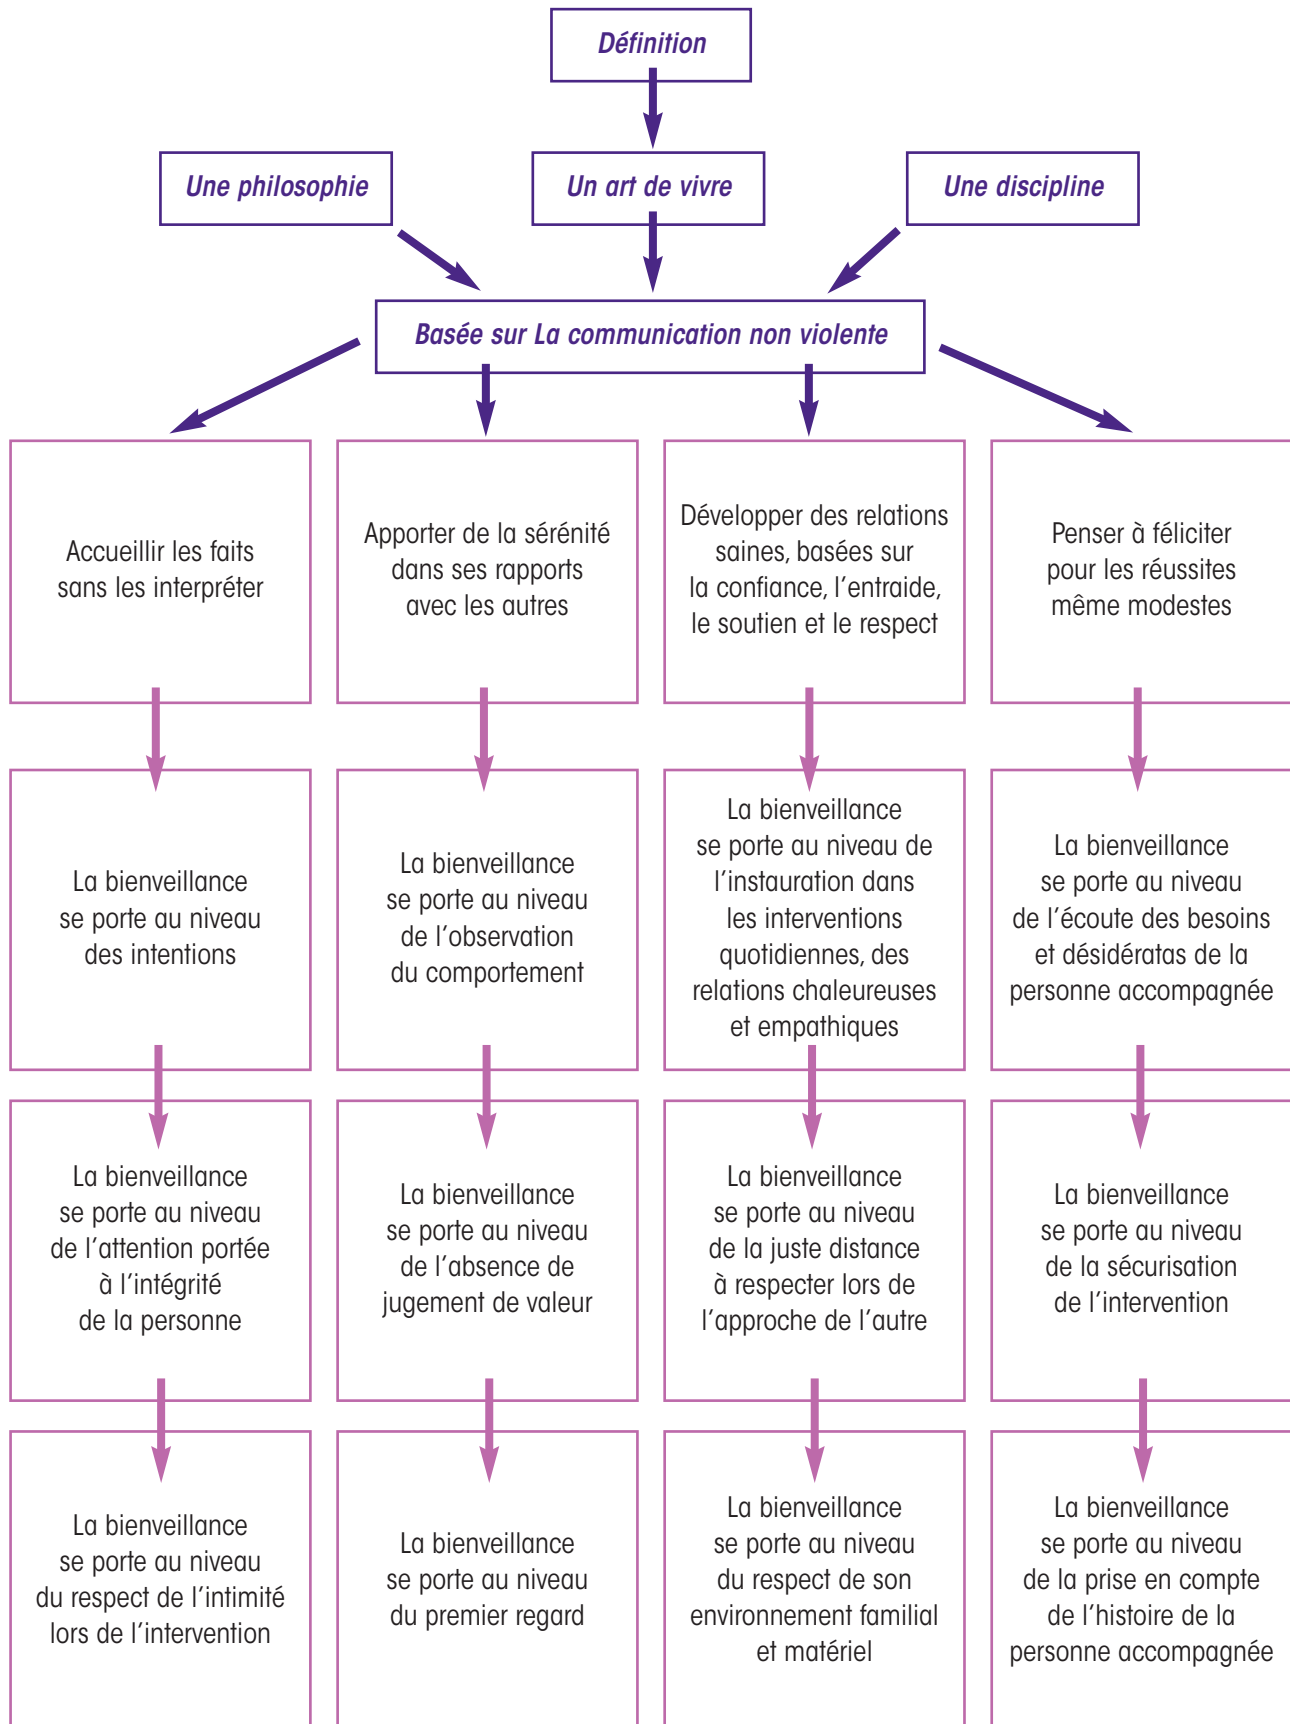 Définition
Une philosophie
Un art de vivre
Une discipline
Basée sur La communication non violente
Accueillir les faits
sans les interpréter
Apporter de la sérénité
dans ses rapports
avec les autres
Développer des relations
saines, basées sur
la confiance, l'entraide,
le soutien et le respect
Penser à féliciter
pour les réussites
même modestes
La bienveillance
se porte au niveau
des intentions
La bienveillance
se porte au niveau
de l'observation
du comportement
La bienveillance
se porte au niveau de
l'instauration dans
les interventions
quotidiennes, des
relations chaleureuses
et empathiques
La bienveillance
se porte au niveau
de l'écoute des besoins
et désidératas de la
personne accompagnée
La bienveillance
se porte au niveau
de l'attention portée
à l'intégrité
de la personne
La bienveillance
se porte au niveau
de l'absence de
jugement de valeur
La bienveillance
se porte au niveau
de la juste distance
à respecter lors de
l'approche de l'autre
La bienveillance
se porte au niveau
de la sécurisation
de l'intervention
La bienveillance
se porte au niveau
du respect de l'intimité
lors de l'intervention
La bienveillance
se porte au niveau
du premier regard
La bienveillance
se porte au niveau
du respect de son
environnement familial
et matériel
La bienveillance
se porte au niveau
de la prise en compte
de l'histoire de la
personne accompagnée